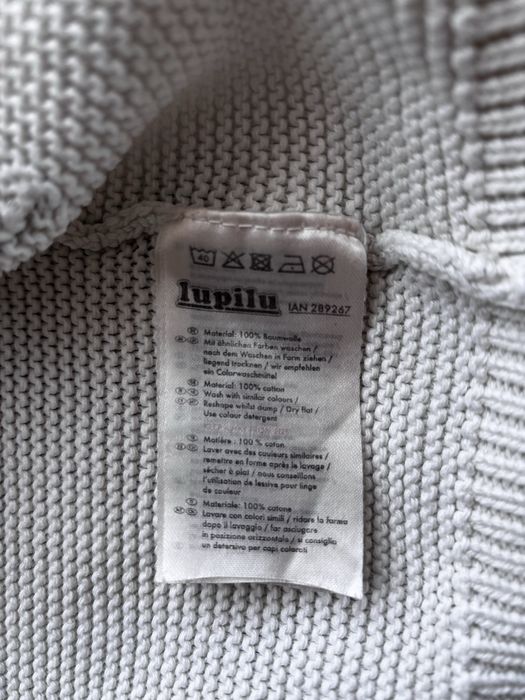 40
lupilu IAN 289267
Material: 100% Baumwolle
Mit ähnlichen Farben waschen /
nach dem Waschen in Form ziehen /
liegend trocknen / wir empfehlen
ein Colorwaschmittel
Material: 100% cotton
Wash with similar colours /
Reshape whilst damp / Dry flat /
Use colour detergent
Matière : 100 % coton
Laver avec des couleurs similaires /
remettre en forme après le lavage /
sécher à plat / nous conseillons
l'utilisation de lessive pour linge
de couleur
Materiale: 100% cotone
Lavare con colori simili / ridare la forma
dopo il lavaggio / far asciugare
in posizione orizzontale / si consiglia
un detersivo per capi colorati